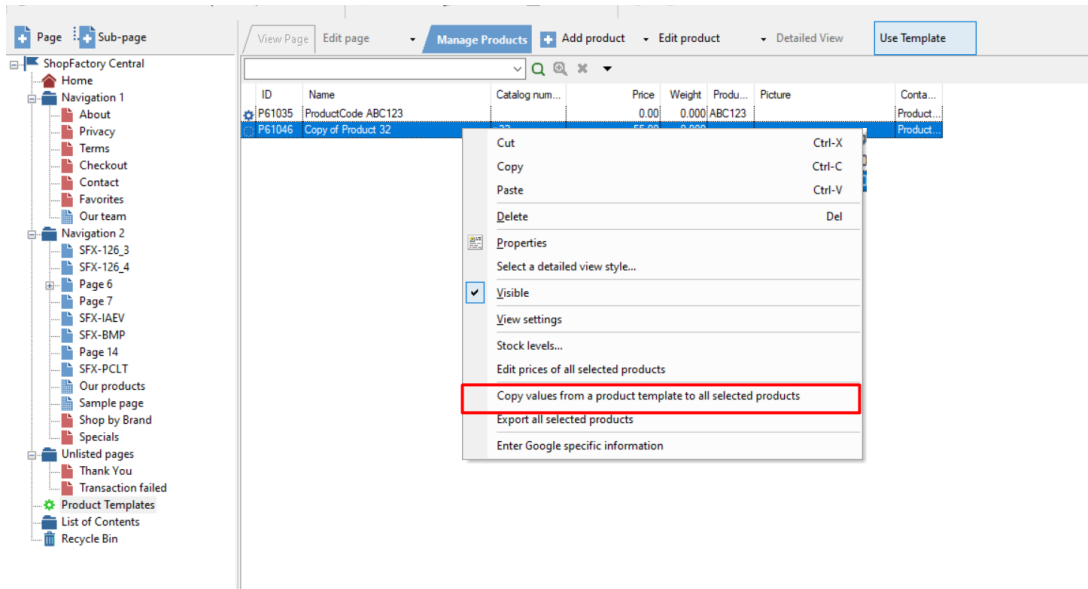 Page Sub-page
View Page Edit page Manage Products Add product Edit product Detailed View Use Template
ShopFactory Central
Home
Navigation 1
About
Privacy
Terms
Checkout
Contact
Favorites
Our team
Navigation 2
SFX-126_3
SFX-126_4
Page 6
Page 7
SFX-IAEV
SFX-BMP
Page 14
SFX-PCLT
Our products
Sample page
Shop by Brand
Specials
Unlisted pages
Thank You
Transaction failed
Product Templates
List of Contents
Recycle Bin
ID Name Catalog num... Price Weight Produ... Picture Conta...
P61035 ProductCode ABC123 0.00 0.000 ABC123 Product...
P61046 Copy of Product 32 32 55.00 0.000 Product...
Cut Ctrl-X
Copy Ctrl-C
Paste Ctrl-V
Delete Del
Properties
Select a detailed view style...
Visible
View settings
Stock levels...
Edit prices of all selected products
Copy values from a product template to all selected products
Export all selected products
Enter Google specific information